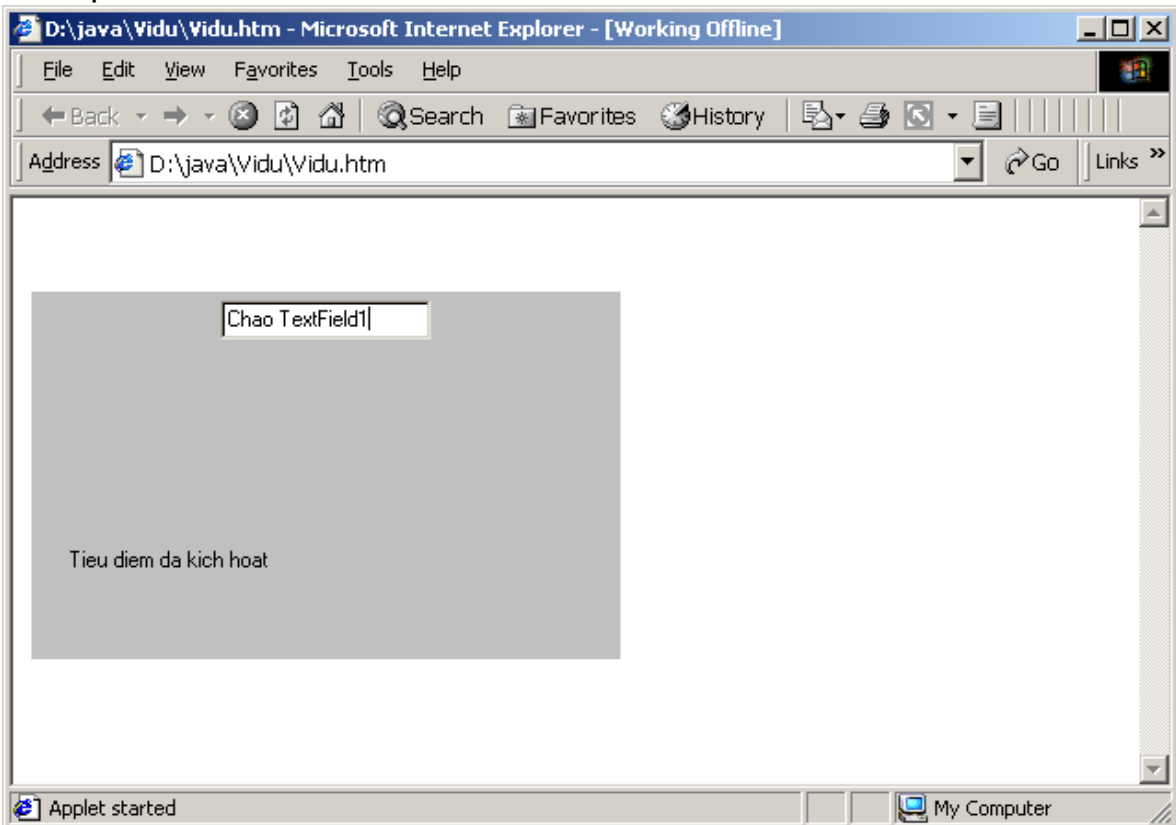 D:\java\Vidu\Vidu.htm - Microsoft Internet Explorer - [Working Offline]
File Edit View Favorites Tools Help
Back Search Favorites History
Address D:\java\Vidu\Vidu.htm Go Links »
Chao TextField1
Tieu diem da kich hoat
Applet started My Computer